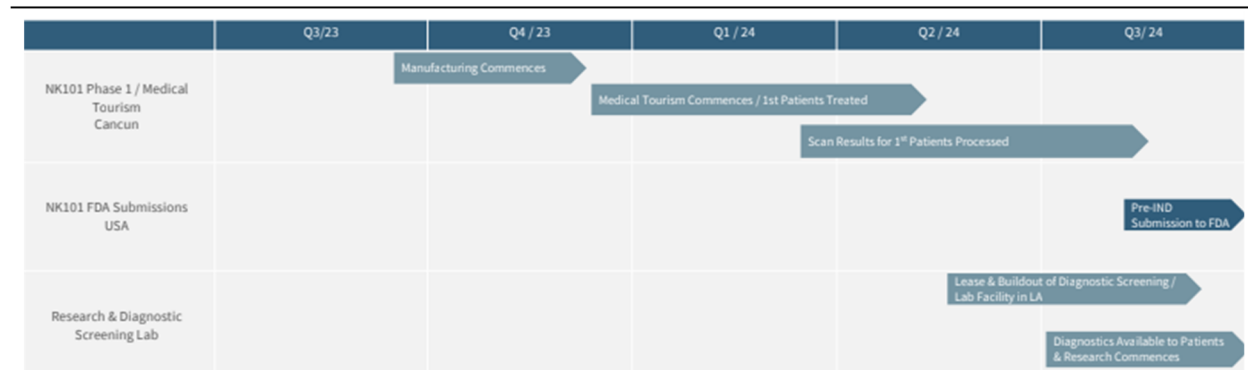 Q3/23
Q4 / 23
Q1 / 24
Q2 / 24
Q3/ 24
NK101 Phase 1 / Medical
Tourism
Cancun
Manufacturing Commences
Medical Tourism Commences / 1st Patients Treated
Scan Results for 1st Patients Processed
NK101 FDA Submissions
USA
Pre-IND
Submission to FDA
Research & Diagnostic
Screening Lab
Lease & Buildout of Diagnostic Screening /
Lab Facility in LA
Diagnostics Available to Patients
& Research Commences